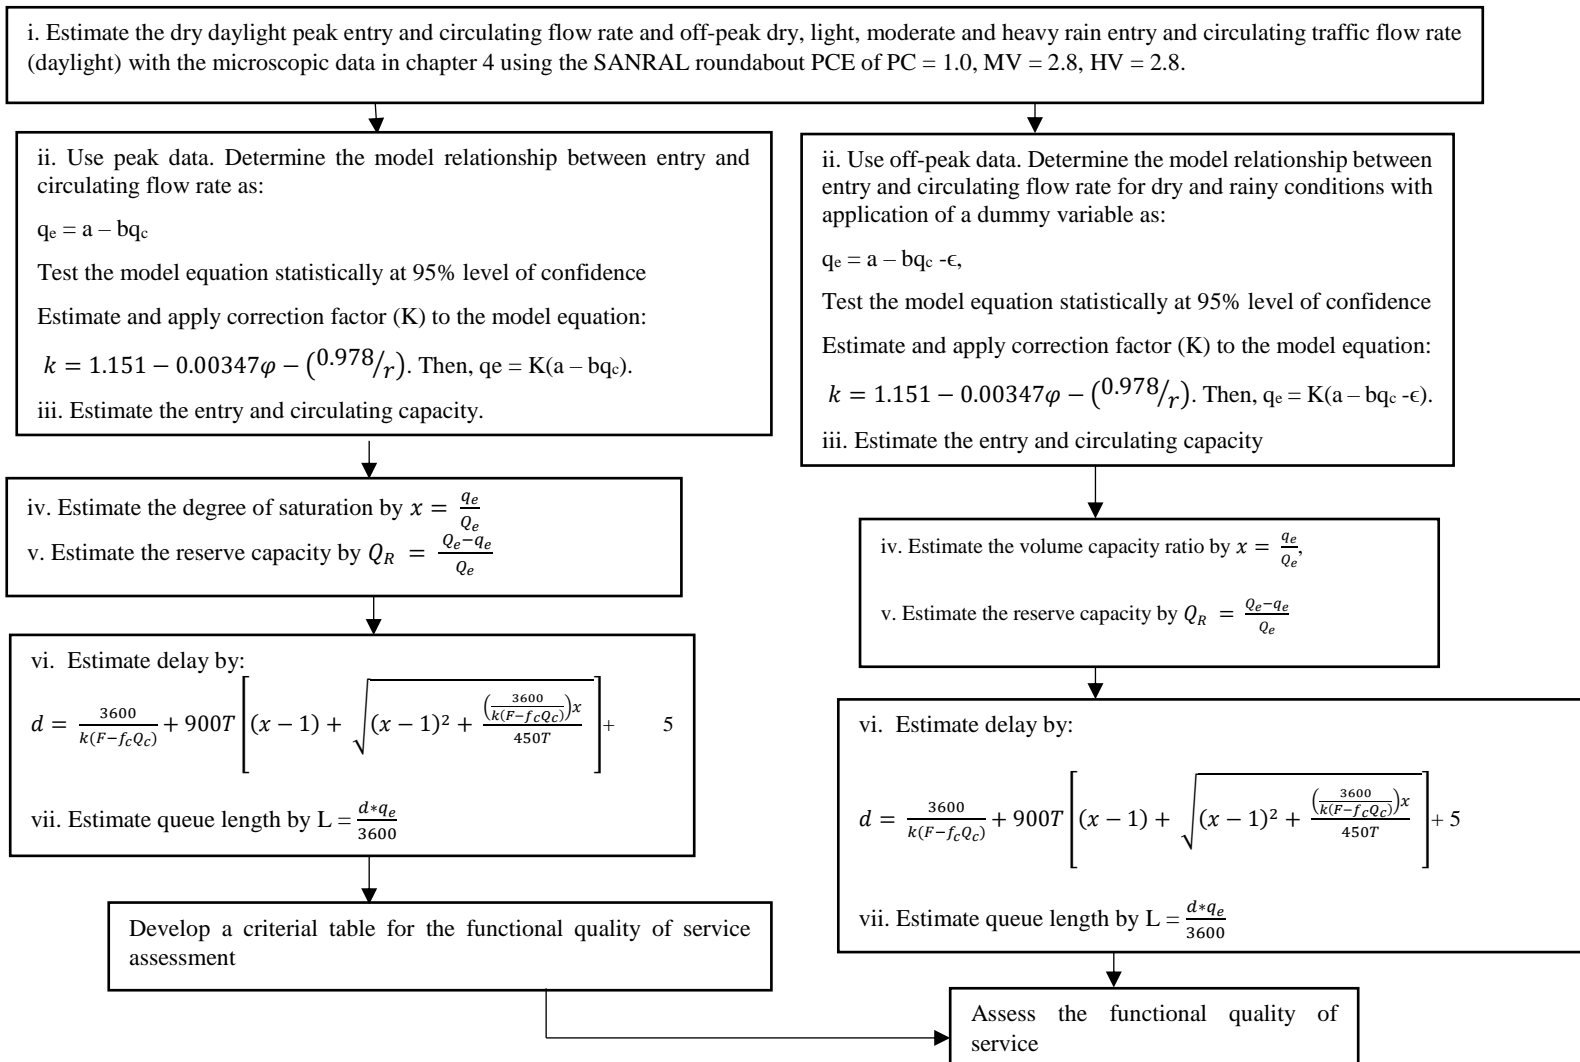 i. Estimate the dry daylight peak entry and circulating flow rate and off-peak dry, light, moderate and heavy rain entry and circulating traffic flow rate
(daylight) with the microscopic data in chapter 4 using the SANRAL roundabout PCE of PC = 1.0, MV = 2.8, HV = 2.8.
ii. Use peak data. Determine the model relationship between entry and
circulating flow rate as:
qₑ = a – bq꜀
Test the model equation statistically at 95% level of confidence
Estimate and apply correction factor (K) to the model equation:
k = 1.151 − 0.00347φ − (0.978/r). Then, qe = K(a – bq꜀).
iii. Estimate the entry and circulating capacity.
iv. Estimate the degree of saturation by x = qₑ/Qₑ
v. Estimate the reserve capacity by Q_R = (Qₑ−qₑ)/Qₑ
vi. Estimate delay by:
d = 3600/(k(F−f_cQ_c)) + 900T [(x − 1) + √((x − 1)² + ((3600/(k(F−f_cQ_c)))x)/(450T))] + 5
vii. Estimate queue length by L = (d*qₑ)/3600
Develop a criterial table for the functional quality of service
assessment
ii. Use off-peak data. Determine the model relationship between
entry and circulating flow rate for dry and rainy conditions with
application of a dummy variable as:
qₑ = a – bq꜀ -ϵ,
Test the model equation statistically at 95% level of confidence
Estimate and apply correction factor (K) to the model equation:
k = 1.151 − 0.00347φ − (0.978/r). Then, qₑ = K(a – bq꜀ -ϵ).
iii. Estimate the entry and circulating capacity
iv. Estimate the volume capacity ratio by x = qₑ/Qₑ,
v. Estimate the reserve capacity by Q_R = (Qₑ−qₑ)/Qₑ
vi. Estimate delay by:
d = 3600/(k(F−f_cQ_c)) + 900T [(x − 1) + √((x − 1)² + ((3600/(k(F−f_cQ_c)))x)/(450T))] + 5
vii. Estimate queue length by L = (d*qₑ)/3600
Assess the functional quality of
service